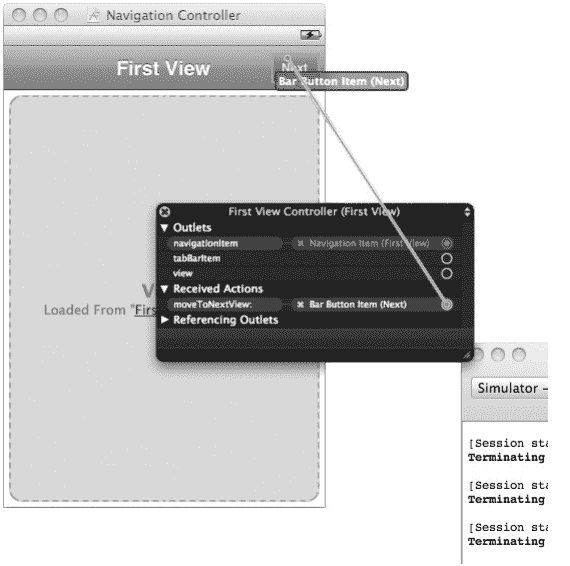 Navigation Controller
First View
Next
Bar Button Item (Next)
First View Controller (First View)
Outlets
navigationItem
Navigation Item (First View)
tabBarItem
view
Received Actions
moveToNextView:
Bar Button Item (Next)
Referencing Outlets
V
Loaded From "Firs
Simulator –
[Session sta
Terminating
[Session sta
Terminating
[Session sta
Terminating